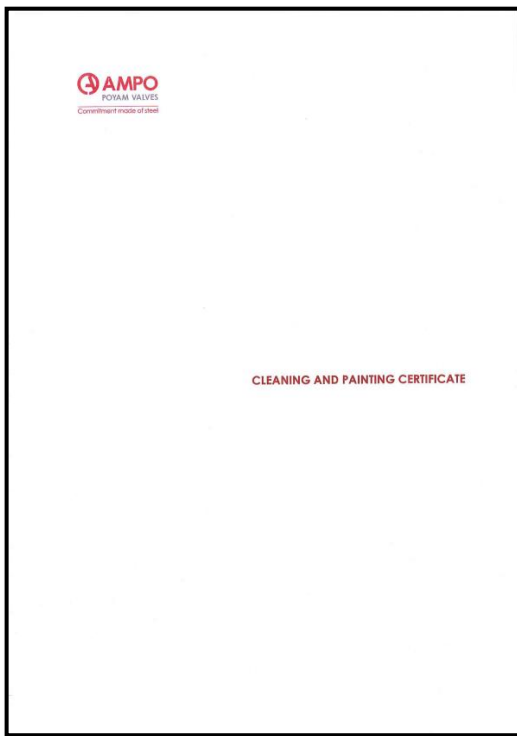 AMPO
POYAM VALVES
Commitment made of steel
CLEANING AND PAINTING CERTIFICATE